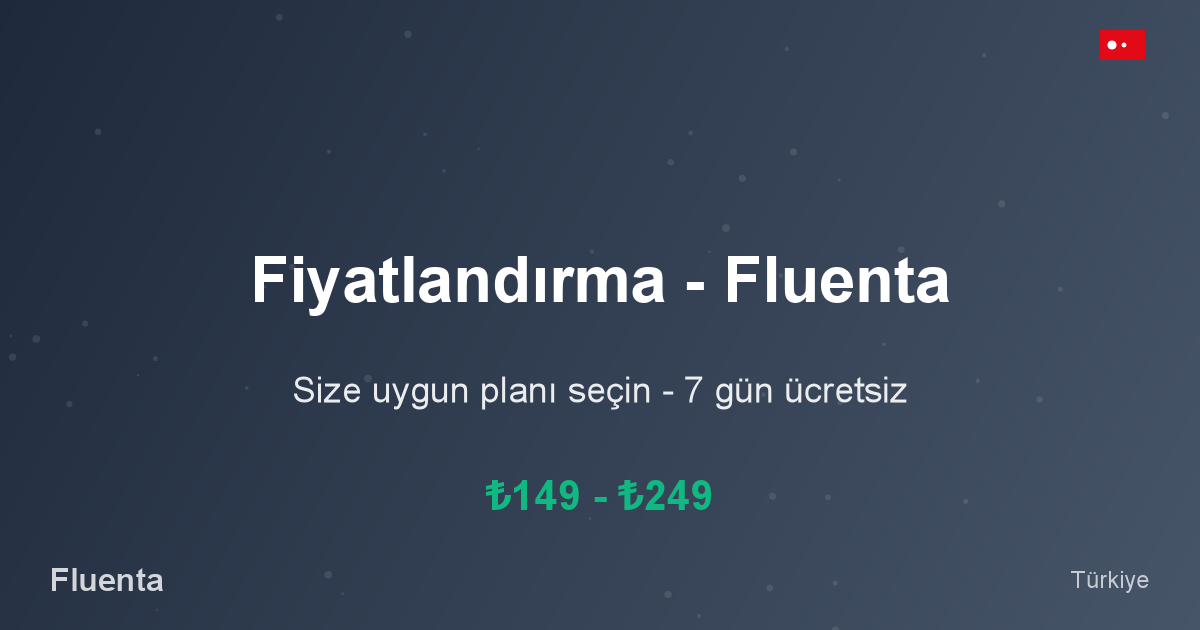 Fiyatlandırma - Fluenta
Size uygun planı seçin - 7 gün ücretsiz
₺149 - ₺249
Fluenta
Türkiye